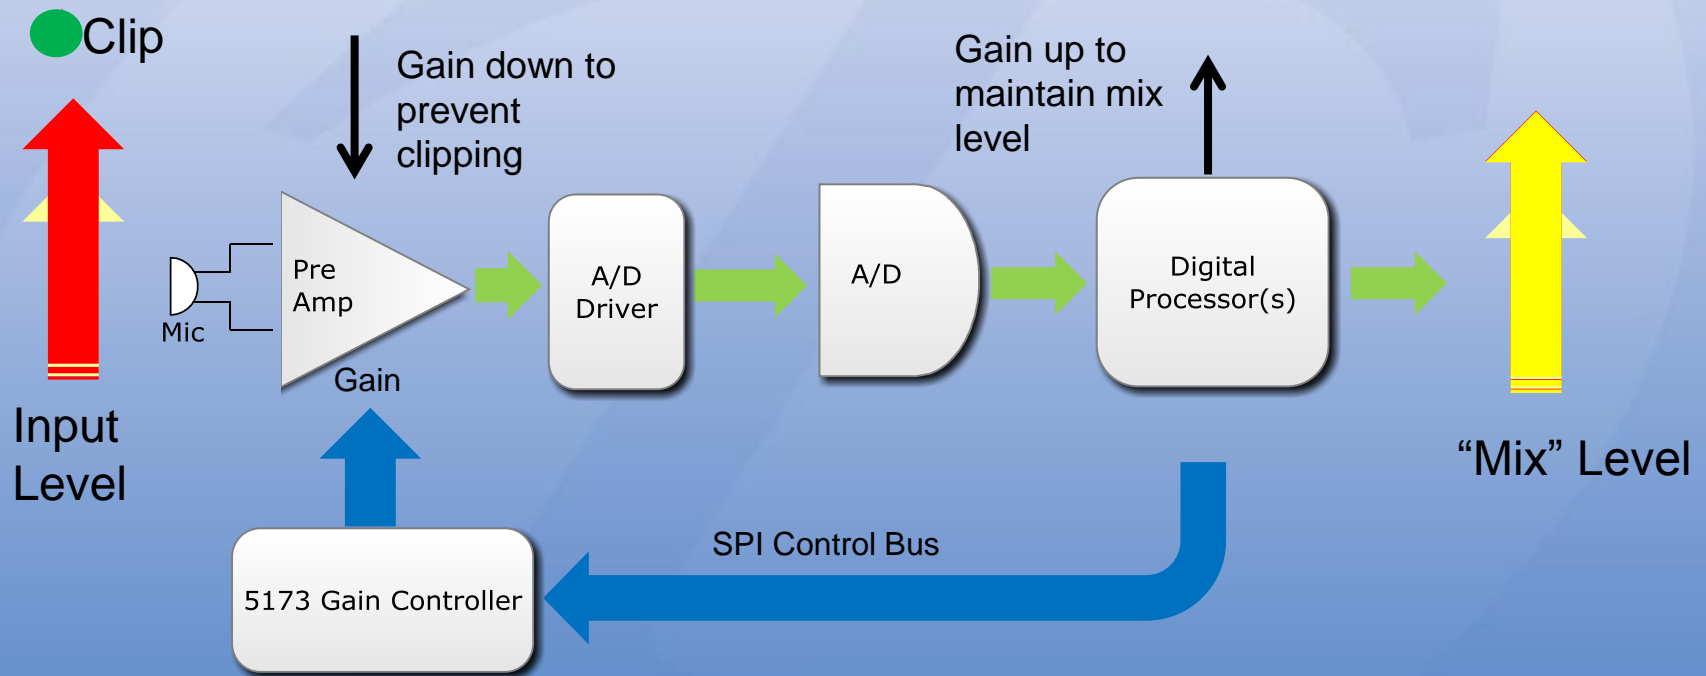 Clip
Gain down to
prevent
clipping
Gain up to
maintain mix
level
Pre
Amp
A/D
Driver
A/D
Digital
Processor(s)
Mic
Gain
Input
Level
“Mix” Level
SPI Control Bus
5173 Gain Controller